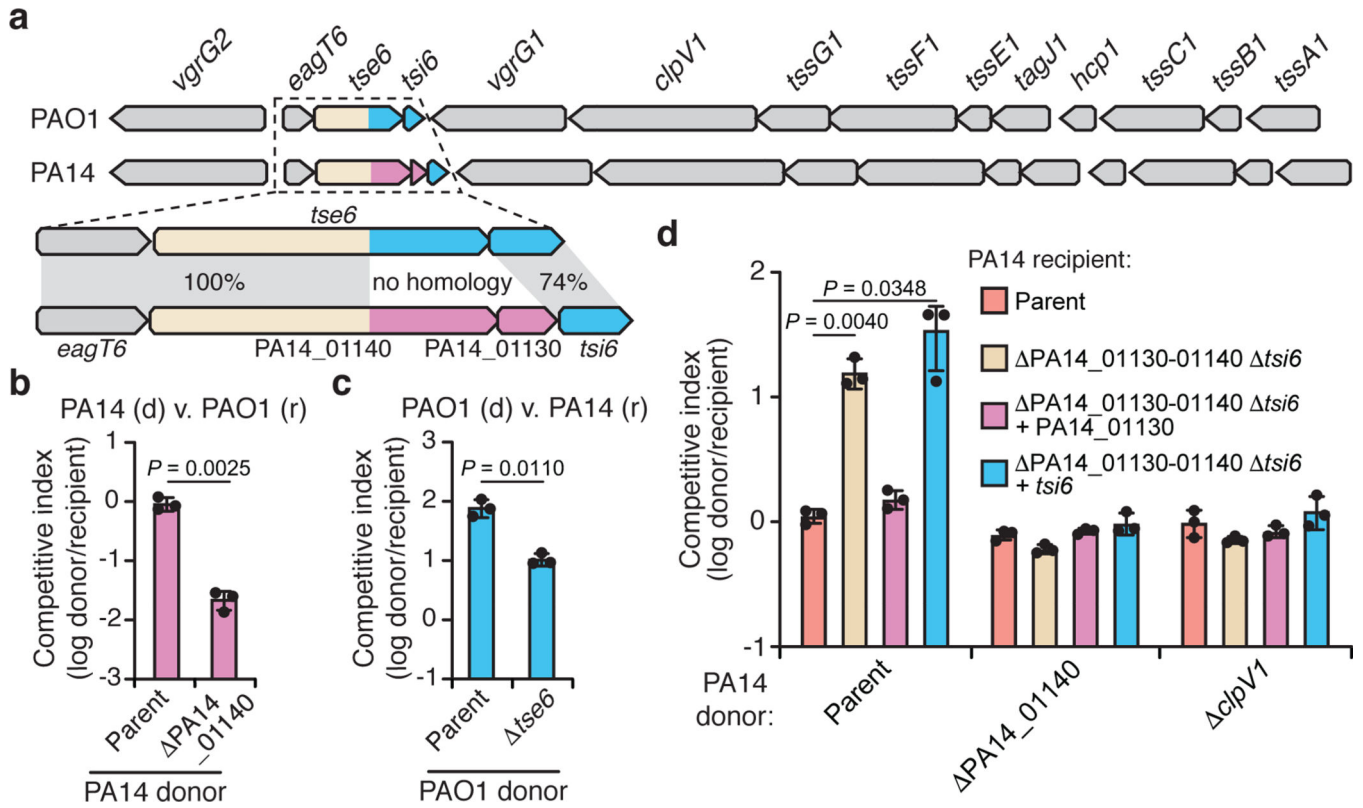 a
vgrG2
eagT6
tse6
tsi6
vgrG1
clpV1
tssG1
tssF1
tssE1
tagJ1
hcp1
tssC1
tssB1
tssA1
PAO1
PA14
tse6
100%
no homology
74%
eagT6
PA14_01140
PA14_01130
tsi6
b
PA14 (d) v. PAO1 (r)
Competitive index
(log donor/recipient)
1
0
-1
-2
-3
P = 0.0025
Parent
ΔPA14
_01140
PA14 donor
c
PAO1 (d) v. PA14 (r)
Competitive index
(log donor/recipient)
3
2
1
0
-1
P = 0.0110
Parent
Δtse6
PAO1 donor
d
Competitive index
(log donor/recipient)
2
1
0
-1
P = 0.0348
P = 0.0040
PA14 recipient:
Parent
ΔPA14_01130-01140 Δtsi6
ΔPA14_01130-01140 Δtsi6
+ PA14_01130
ΔPA14_01130-01140 Δtsi6
+ tsi6
PA14
donor:
Parent
ΔPA14_01140
ΔclpV1